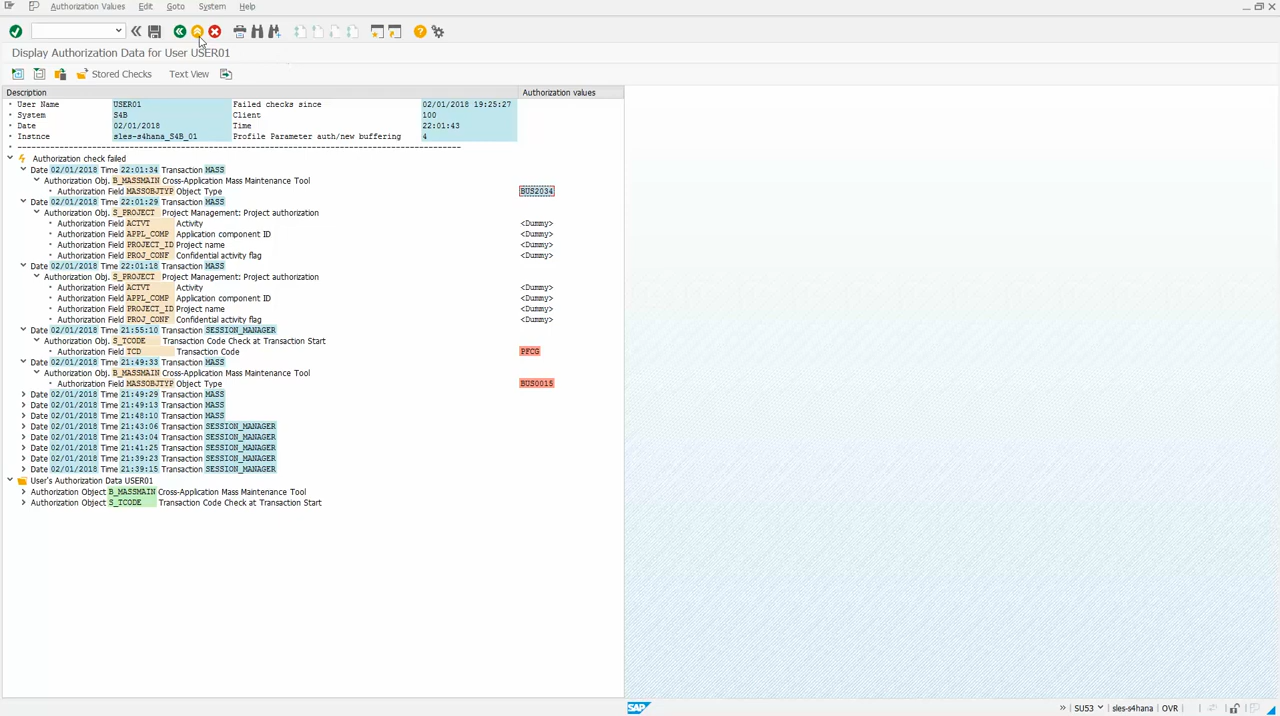 Authorization Values Edit Goto System Help
Display Authorization Data for User USER01
Stored Checks Text View
Description Authorization values
User Name USER01 Failed checks since 02/01/2018 19:25:27
System S4B Client 100
Date 02/01/2018 Time 22:01:43
Instnce sles-s4hana_S4B_01 Profile Parameter auth/new buffering 4
Authorization check failed
Date 02/01/2018 Time 22:01:34 Transaction MASS
Authorization Obj. B_MASSMAIN Cross-Application Mass Maintenance Tool
Authorization Field MASSOBJTYP Object Type BUS2034
Date 02/01/2018 Time 22:01:29 Transaction MASS
Authorization Obj. S_PROJECT Project Management: Project authorization
Authorization Field ACTVT Activity <Dummy>
Authorization Field APPL_COMP Application component ID <Dummy>
Authorization Field PROJECT_ID Project name <Dummy>
Authorization Field PROJ_CONF Confidential activity flag <Dummy>
Date 02/01/2018 Time 22:01:18 Transaction MASS
Authorization Obj. S_PROJECT Project Management: Project authorization
Authorization Field ACTVT Activity <Dummy>
Authorization Field APPL_COMP Application component ID <Dummy>
Authorization Field PROJECT_ID Project name <Dummy>
Authorization Field PROJ_CONF Confidential activity flag <Dummy>
Date 02/01/2018 Time 21:55:10 Transaction SESSION_MANAGER
Authorization Obj. S_TCODE Transaction Code Check at Transaction Start
Authorization Field TCD Transaction Code PFCG
Date 02/01/2018 Time 21:49:33 Transaction MASS
Authorization Obj. B_MASSMAIN Cross-Application Mass Maintenance Tool
Authorization Field MASSOBJTYP Object Type BUS0015
Date 02/01/2018 Time 21:49:29 Transaction MASS
Date 02/01/2018 Time 21:49:13 Transaction MASS
Date 02/01/2018 Time 21:48:10 Transaction MASS
Date 02/01/2018 Time 21:43:06 Transaction SESSION_MANAGER
Date 02/01/2018 Time 21:43:04 Transaction SESSION_MANAGER
Date 02/01/2018 Time 21:41:25 Transaction SESSION_MANAGER
Date 02/01/2018 Time 21:39:23 Transaction SESSION_MANAGER
Date 02/01/2018 Time 21:39:15 Transaction SESSION_MANAGER
User's Authorization Data USER01
Authorization Object B_MASSMAIN Cross-Application Mass Maintenance Tool
Authorization Object S_TCODE Transaction Code Check at Transaction Start
SAP SU53 sles-s4hana OVR